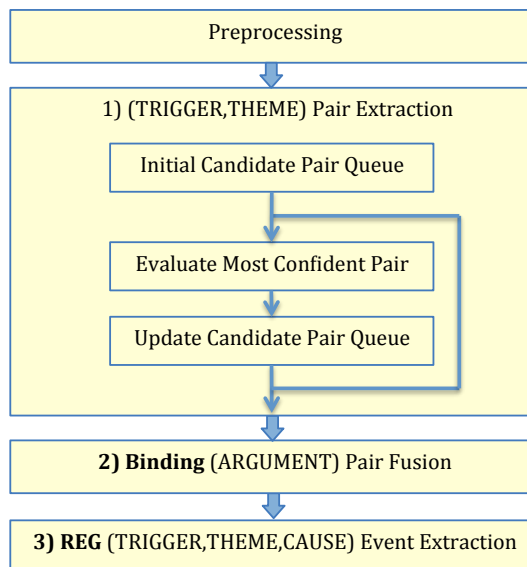 Preprocessing
1) (TRIGGER,THEME) Pair Extraction
Initial Candidate Pair Queue
Evaluate Most Confident Pair
Update Candidate Pair Queue
2) Binding (ARGUMENT) Pair Fusion
3) REG (TRIGGER,THEME,CAUSE) Event Extraction